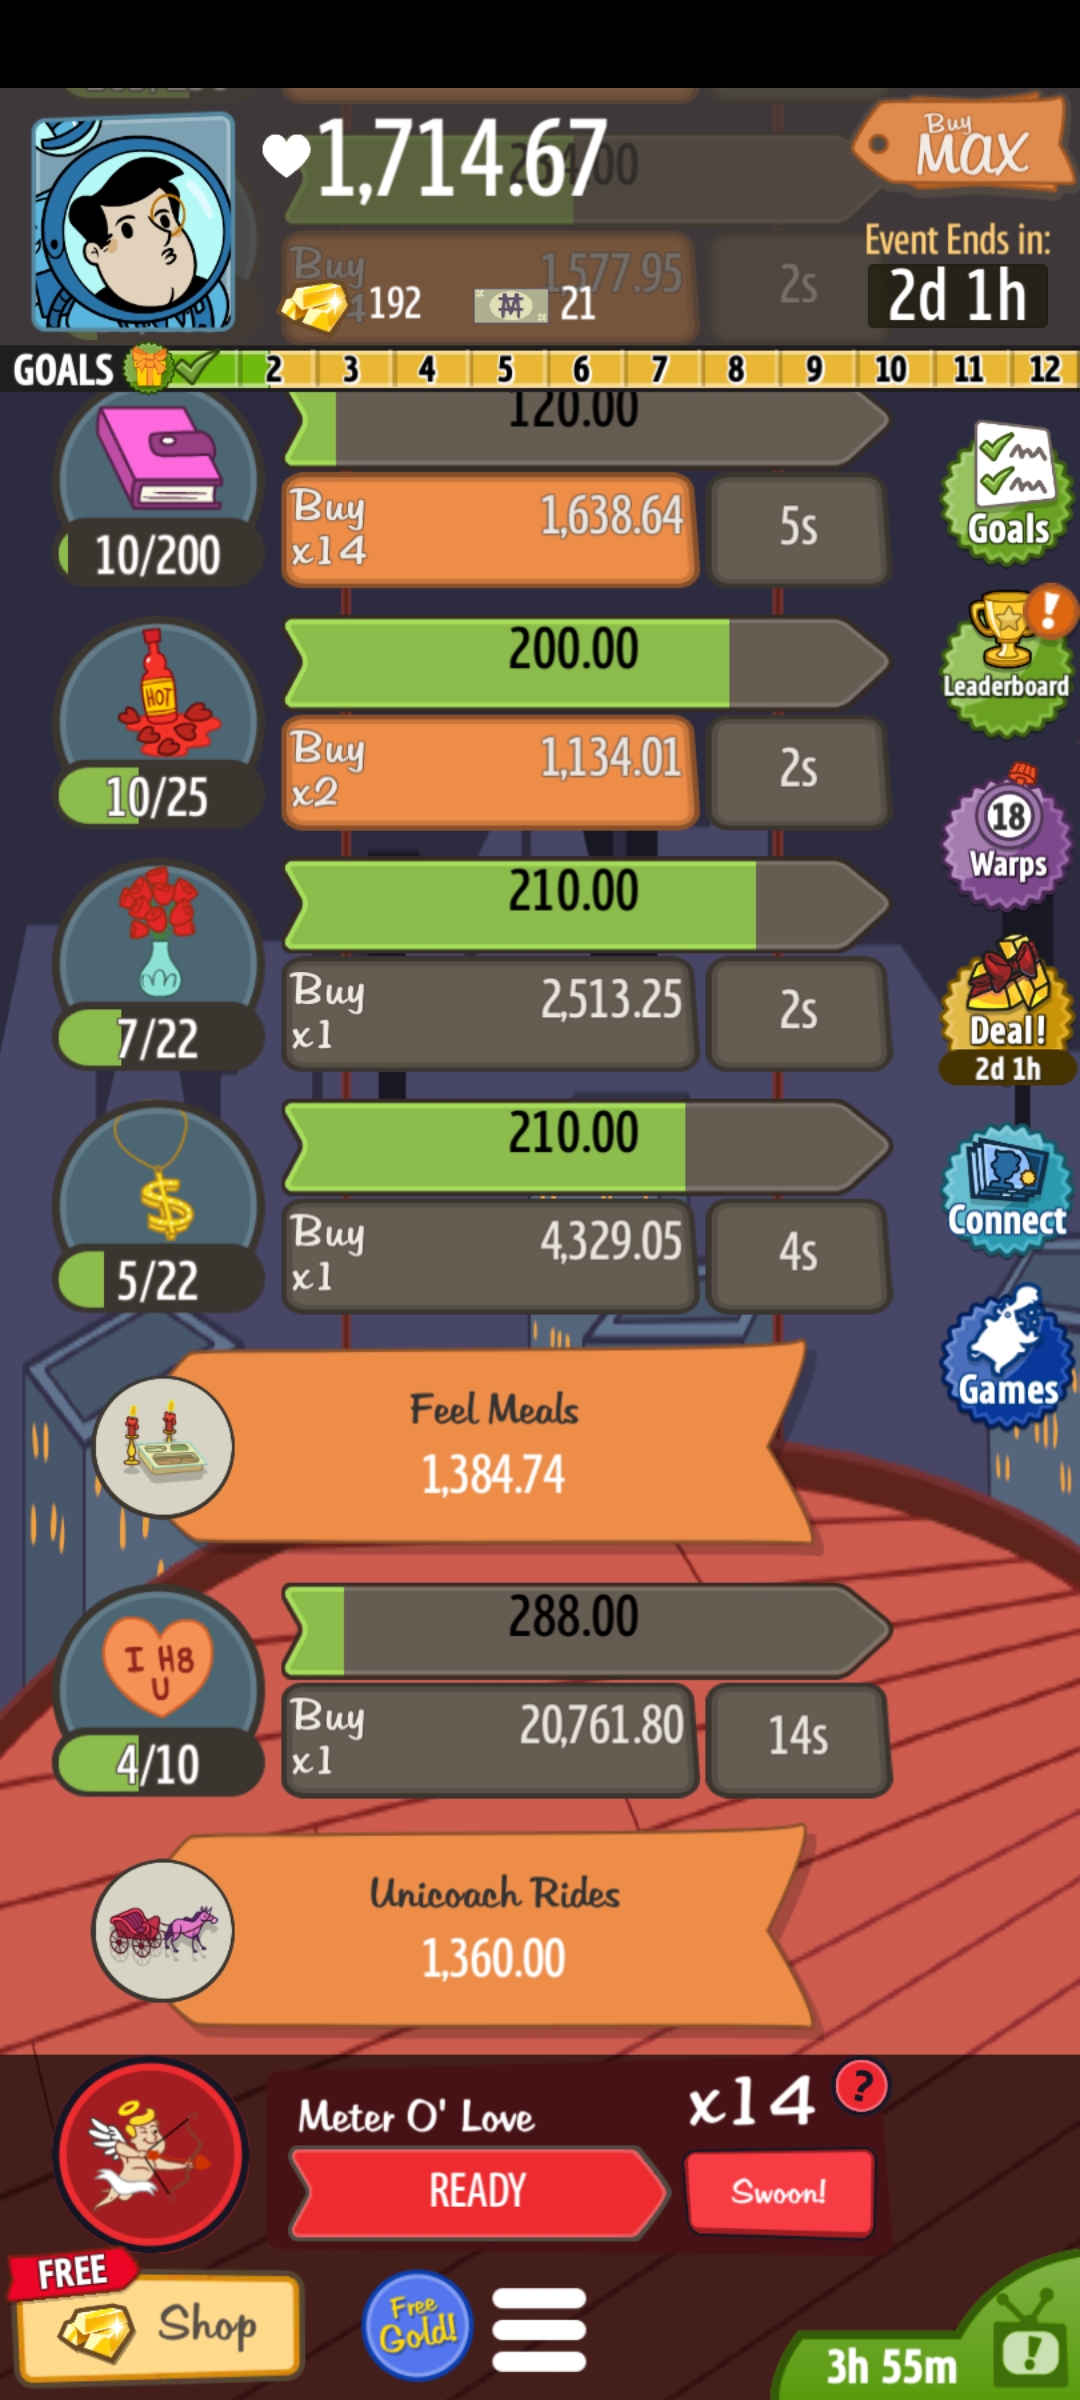 1,714.67
Buy
MAX
Event Ends in:
2d 1h
Buy
1,577.95
2s
192
21
GOALS 2 3 4 5 6 7 8 9 10 11 12
120.00
10/200
Buy
x14
1,638.64
5s
Goals
200.00
HOT
10/25
Buy
x2
1,134.01
2s
Leaderboard
18
Warps
210.00
7/22
Buy
x1
2,513.25
2s
Deal!
2d 1h
210.00
5/22
Buy
x1
4,329.05
4s
Connect
Games
Feel Meals
1,384.74
288.00
I H8
U
4/10
Buy
x1
20,761.80
14s
Unicoach Rides
1,360.00
Meter O' Love
x14
?
READY
Swoon!
FREE
Shop
Free
Gold!
3h 55m